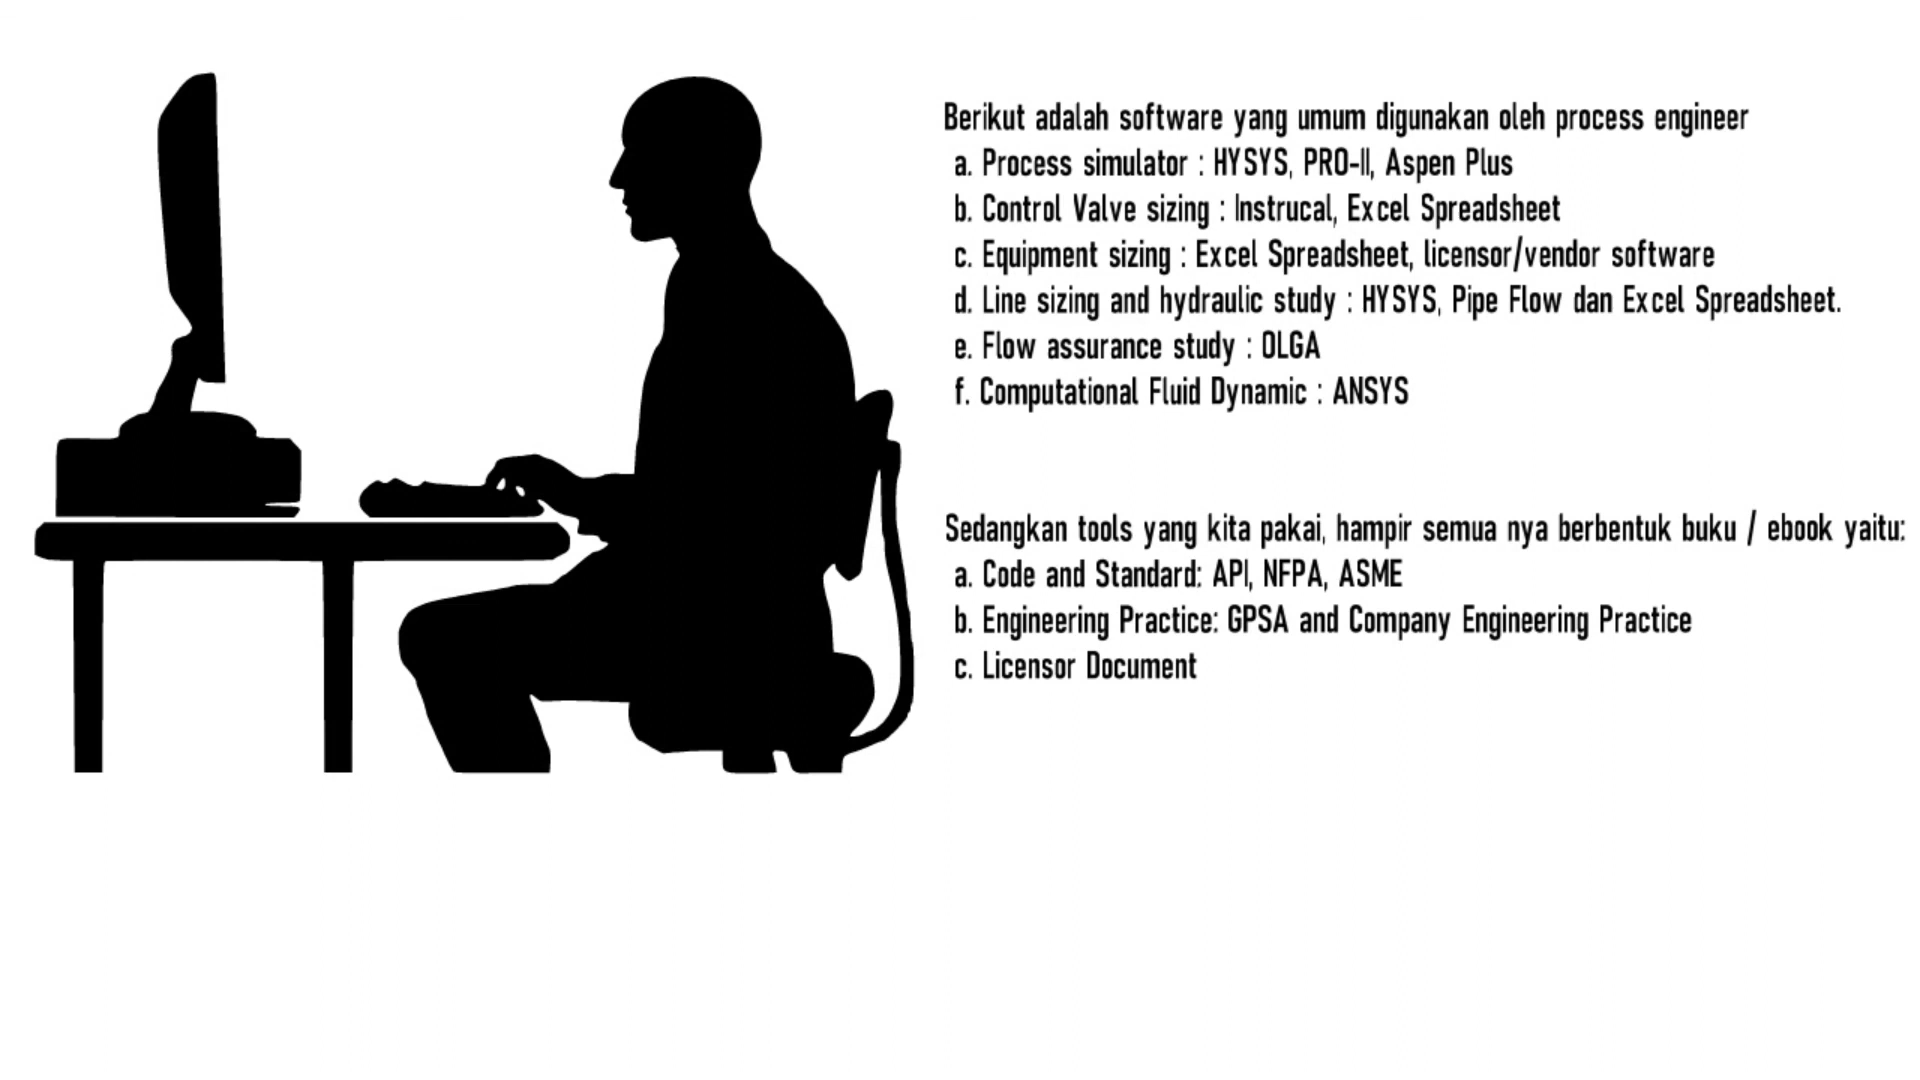 Berikut adalah software yang umum digunakan oleh process engineer
a. Process simulator : HYSYS, PRO-II, Aspen Plus
b. Control Valve sizing : Instrucal, Excel Spreadsheet
c. Equipment sizing : Excel Spreadsheet, licensor/vendor software
d. Line sizing and hydraulic study : HYSYS, Pipe Flow dan Excel Spreadsheet.
e. Flow assurance study : OLGA
f. Computational Fluid Dynamic : ANSYS
Sedangkan tools yang kita pakai, hampir semua nya berbentuk buku / ebook yaitu:
a. Code and Standard: API, NFPA, ASME
b. Engineering Practice: GPSA and Company Engineering Practice
c. Licensor Document